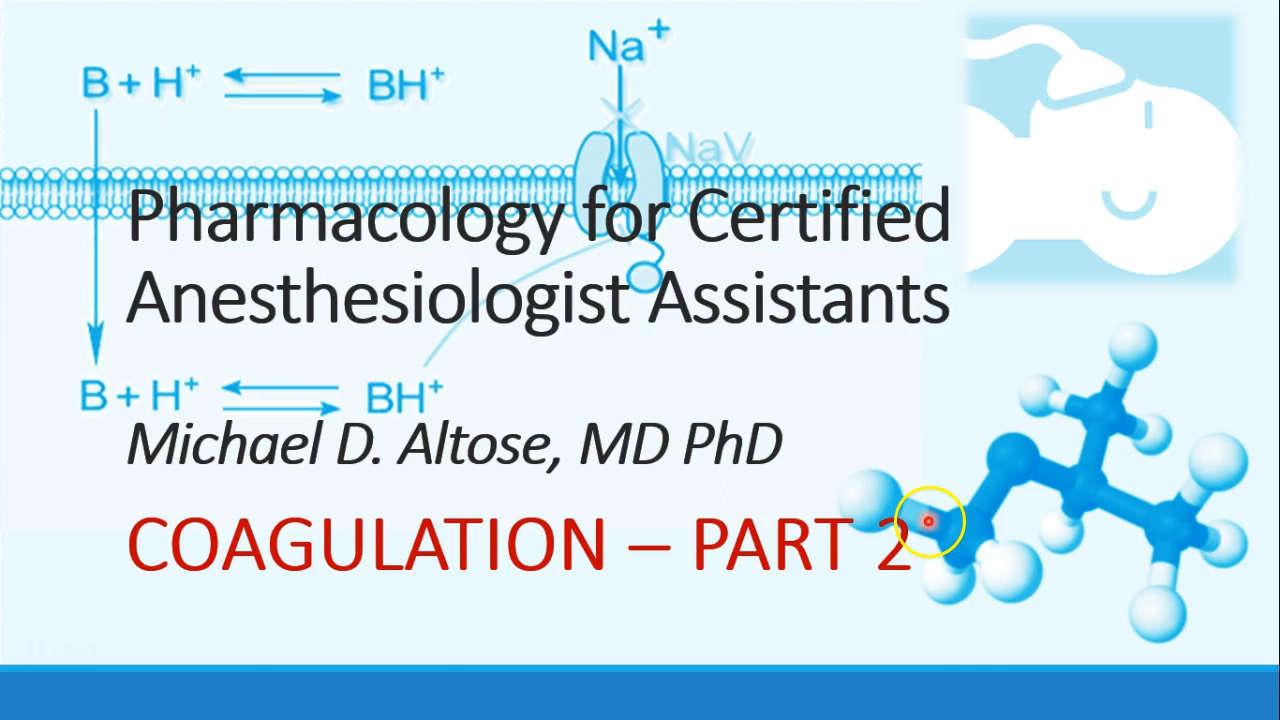 Na⁺
B + H⁺ BH⁺
NaV
Pharmacology for Certified
Anesthesiologist Assistants
B + H⁺ BH⁺
Michael D. Altose, MD PhD
COAGULATION – PART 2